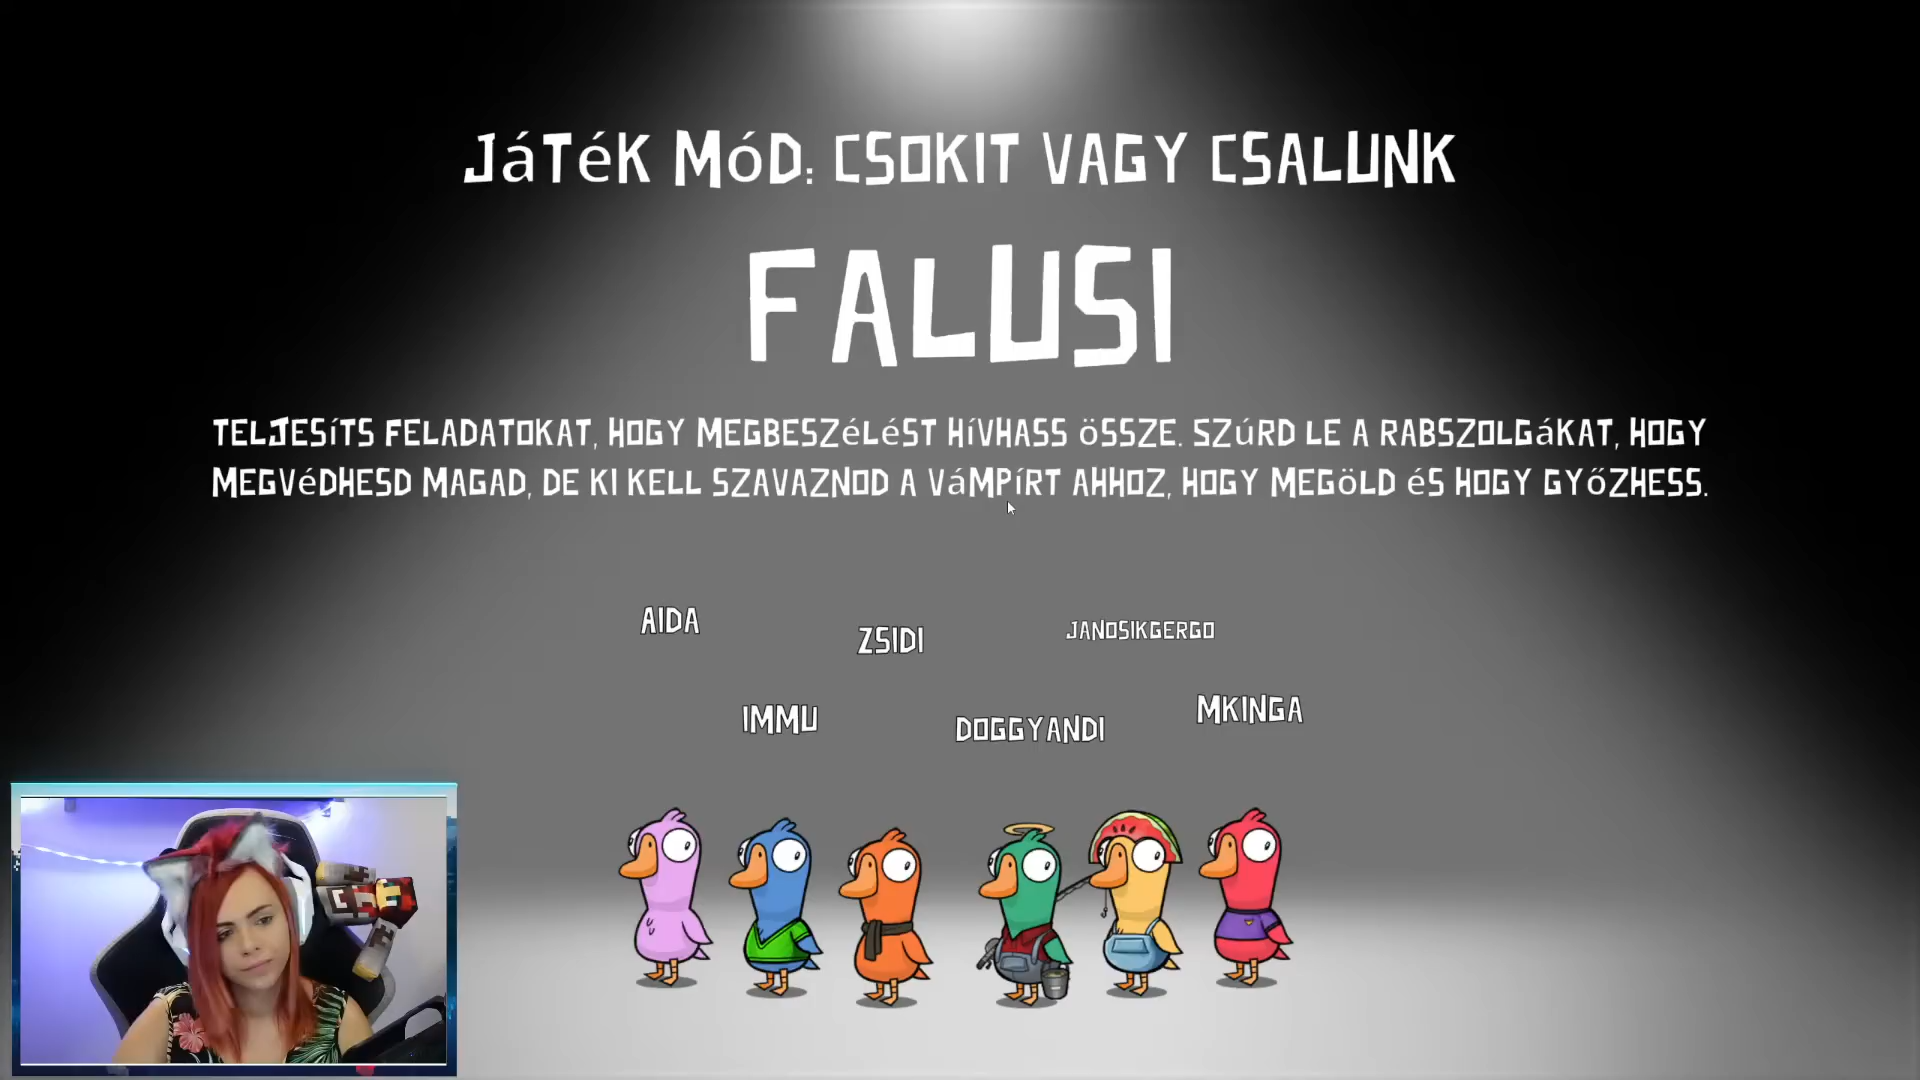 JáTéK MóD: CSOKIT VAGY CSALUNK
FALUSI
TELJESíTS FELADATOKAT, HOGY MEGBESZéLéST HíVHASS öSSZE. SZúRD LE A RABSZOLGáKAT, HOGY
MEGVéDHESD MAGAD, DE KI KELL SZAVAZNOD A VáMPíRT AHHOZ, HOGY MEGöLD éS HOGY GYőZHESS.
AIDA
ZSIDI
JANOSIKGERGO
IMMU
DOGGYANDI
MKINGA